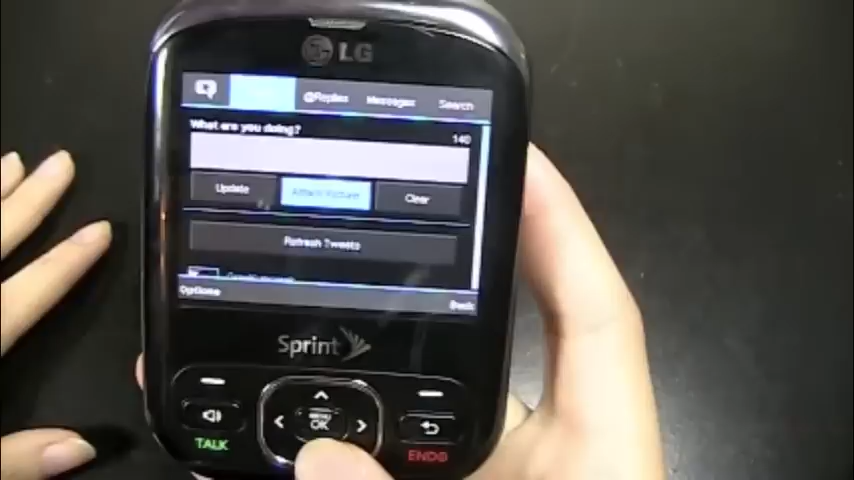 LG
@Replies Messages Search
What are you doing? 140
Update Attach Picture Clear
Refresh Tweets
Options Back
Sprint
MENU
OK
TALK END